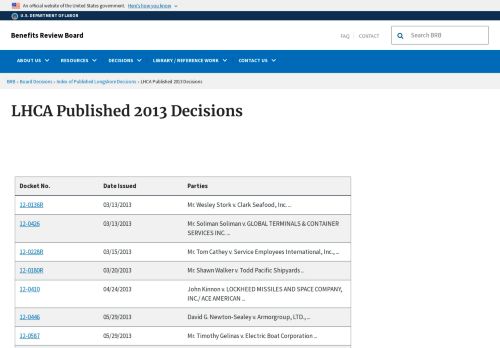 An official website of the United States government. Here's how you know
U.S. DEPARTMENT OF LABOR
Benefits Review Board
FAQ CONTACT
Search BRB
ABOUT US RESOURCES DECISIONS LIBRARY / REFERENCE WORK CONTACT US
BRB » Board Decisions » Index of Published Longshore Decisions » LHCA Published 2013 Decisions
LHCA Published 2013 Decisions
Docket No. Date Issued Parties
12-0136R 03/13/2013 Mr. Wesley Stork v. Clark Seafood, Inc. ...
12-0426 03/13/2013 Mr. Soliman Soliman v. GLOBAL TERMINALS & CONTAINER
SERVICES INC. ...
12-0228R 03/15/2013 Mr. Tom Cathey v. Service Employees International, Inc., ...
12-0180R 03/20/2013 Mr. Shawn Walker v. Todd Pacific Shipyards ...
12-0410 04/24/2013 John Kinnon v. LOCKHEED MISSILES AND SPACE COMPANY,
INC./ ACE AMERICAN ...
12-0446 05/29/2013 David G. Newton-Sealey v. Armorgroup, LTD., ...
12-0587 05/29/2013 Mr. Timothy Gelinas v. Electric Boat Corporation ...